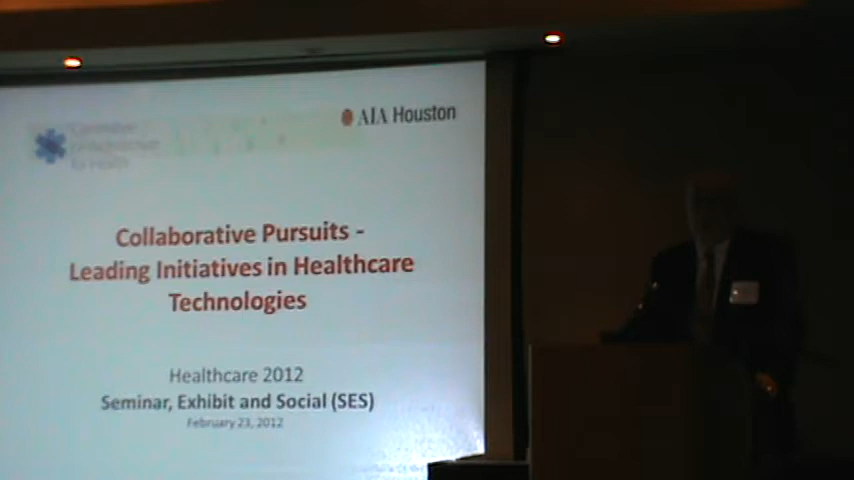 AIA Houston
Collaborative Pursuits -
Leading Initiatives in Healthcare
Technologies
Healthcare 2012
Seminar, Exhibit and Social (SES)
February 23, 2012